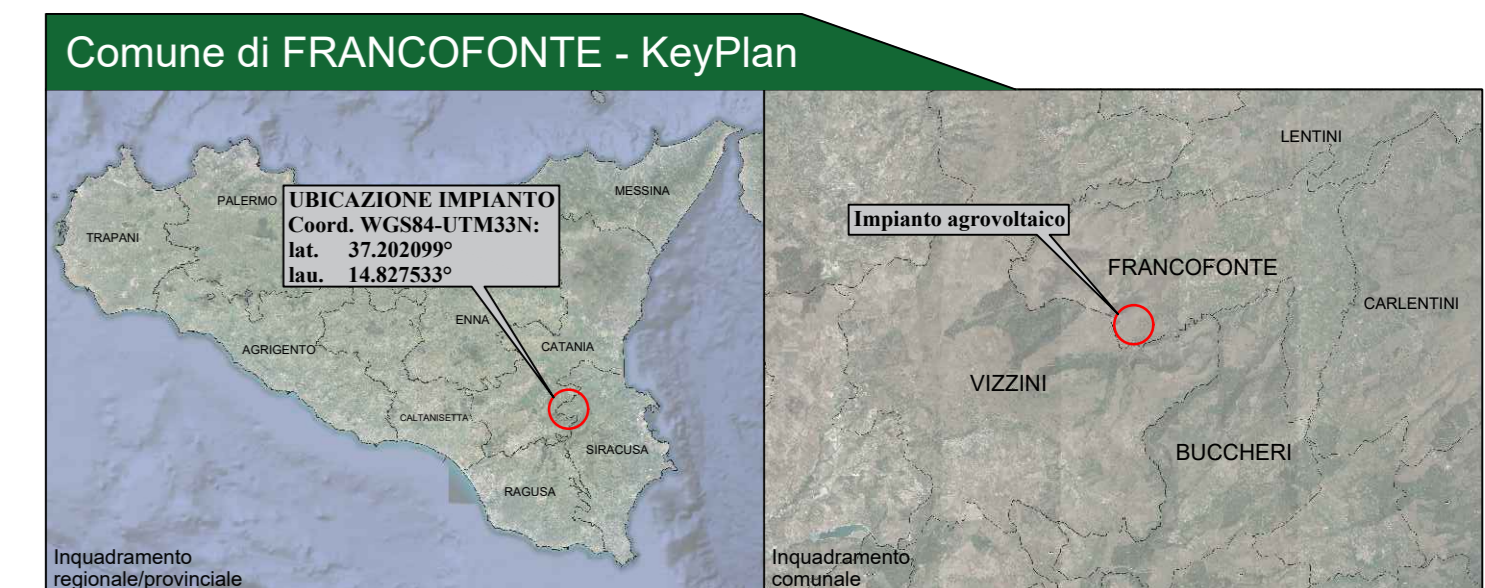 Comune di FRANCOFONTE - KeyPlan
MESSINA
PALERMO
UBICAZIONE IMPIANTO
Coord. WGS84-UTM33N:
lat. 37.202099°
lau. 14.827533°
TRAPANI
ENNA
CATANIA
AGRIGENTO
CALTANISETTA
SIRACUSA
RAGUSA
Inquadramento
regionale/provinciale
LENTINI
Impianto agrovoltaico
FRANCOFONTE
CARLENTINI
VIZZINI
BUCCHERI
Inquadramento
comunale